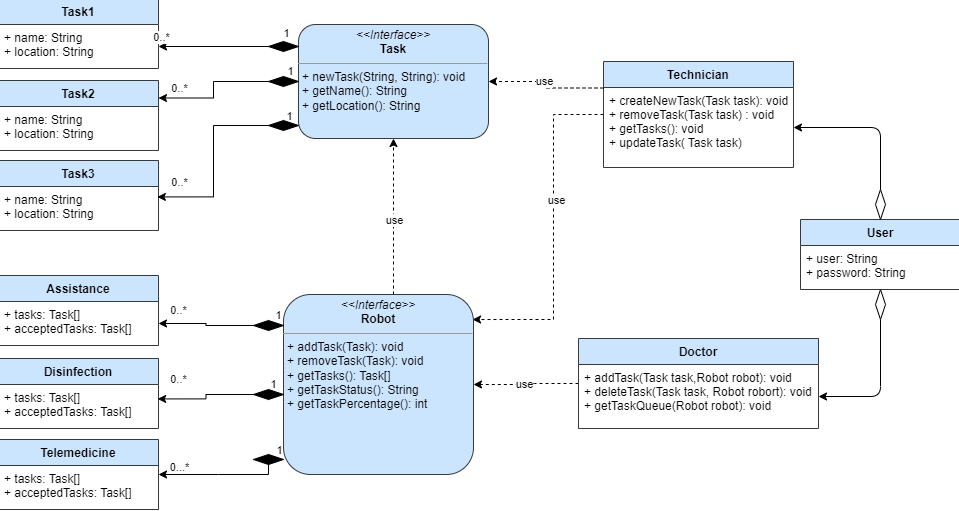 Task1
+ name: String
+ location: String
0..*
1
<<Interface>>
Task
+ newTask(String, String): void
+ getName(): String
+ getLocation(): String
1
1
Task2
+ name: String
+ location: String
0..*
Task3
+ name: String
+ location: String
0..*
use
Technician
+ createNewTask(Task task): void
+ removeTask(Task task) : void
+ getTasks(): void
+ updateTask( Task task)
use
use
User
+ user: String
+ password: String
Assistance
+ tasks: Task[]
+ acceptedTasks: Task[]
0..*
1
<<Interface>>
Robot
+ addTask(Task): void
+ removeTask(Task): void
+ getTasks(): Task[]
+ getTaskStatus(): String
+ getTaskPercentage(): int
Disinfection
+ tasks: Task[]
+ acceptedTasks: Task[]
0..*
1
use
Doctor
+ addTask(Task task,Robot robot): void
+ deleteTask(Task task, Robot robort): void
+ getTaskQueue(Robot robot): void
Telemedicine
+ tasks: Task[]
+ acceptedTasks: Task[]
0...*
1